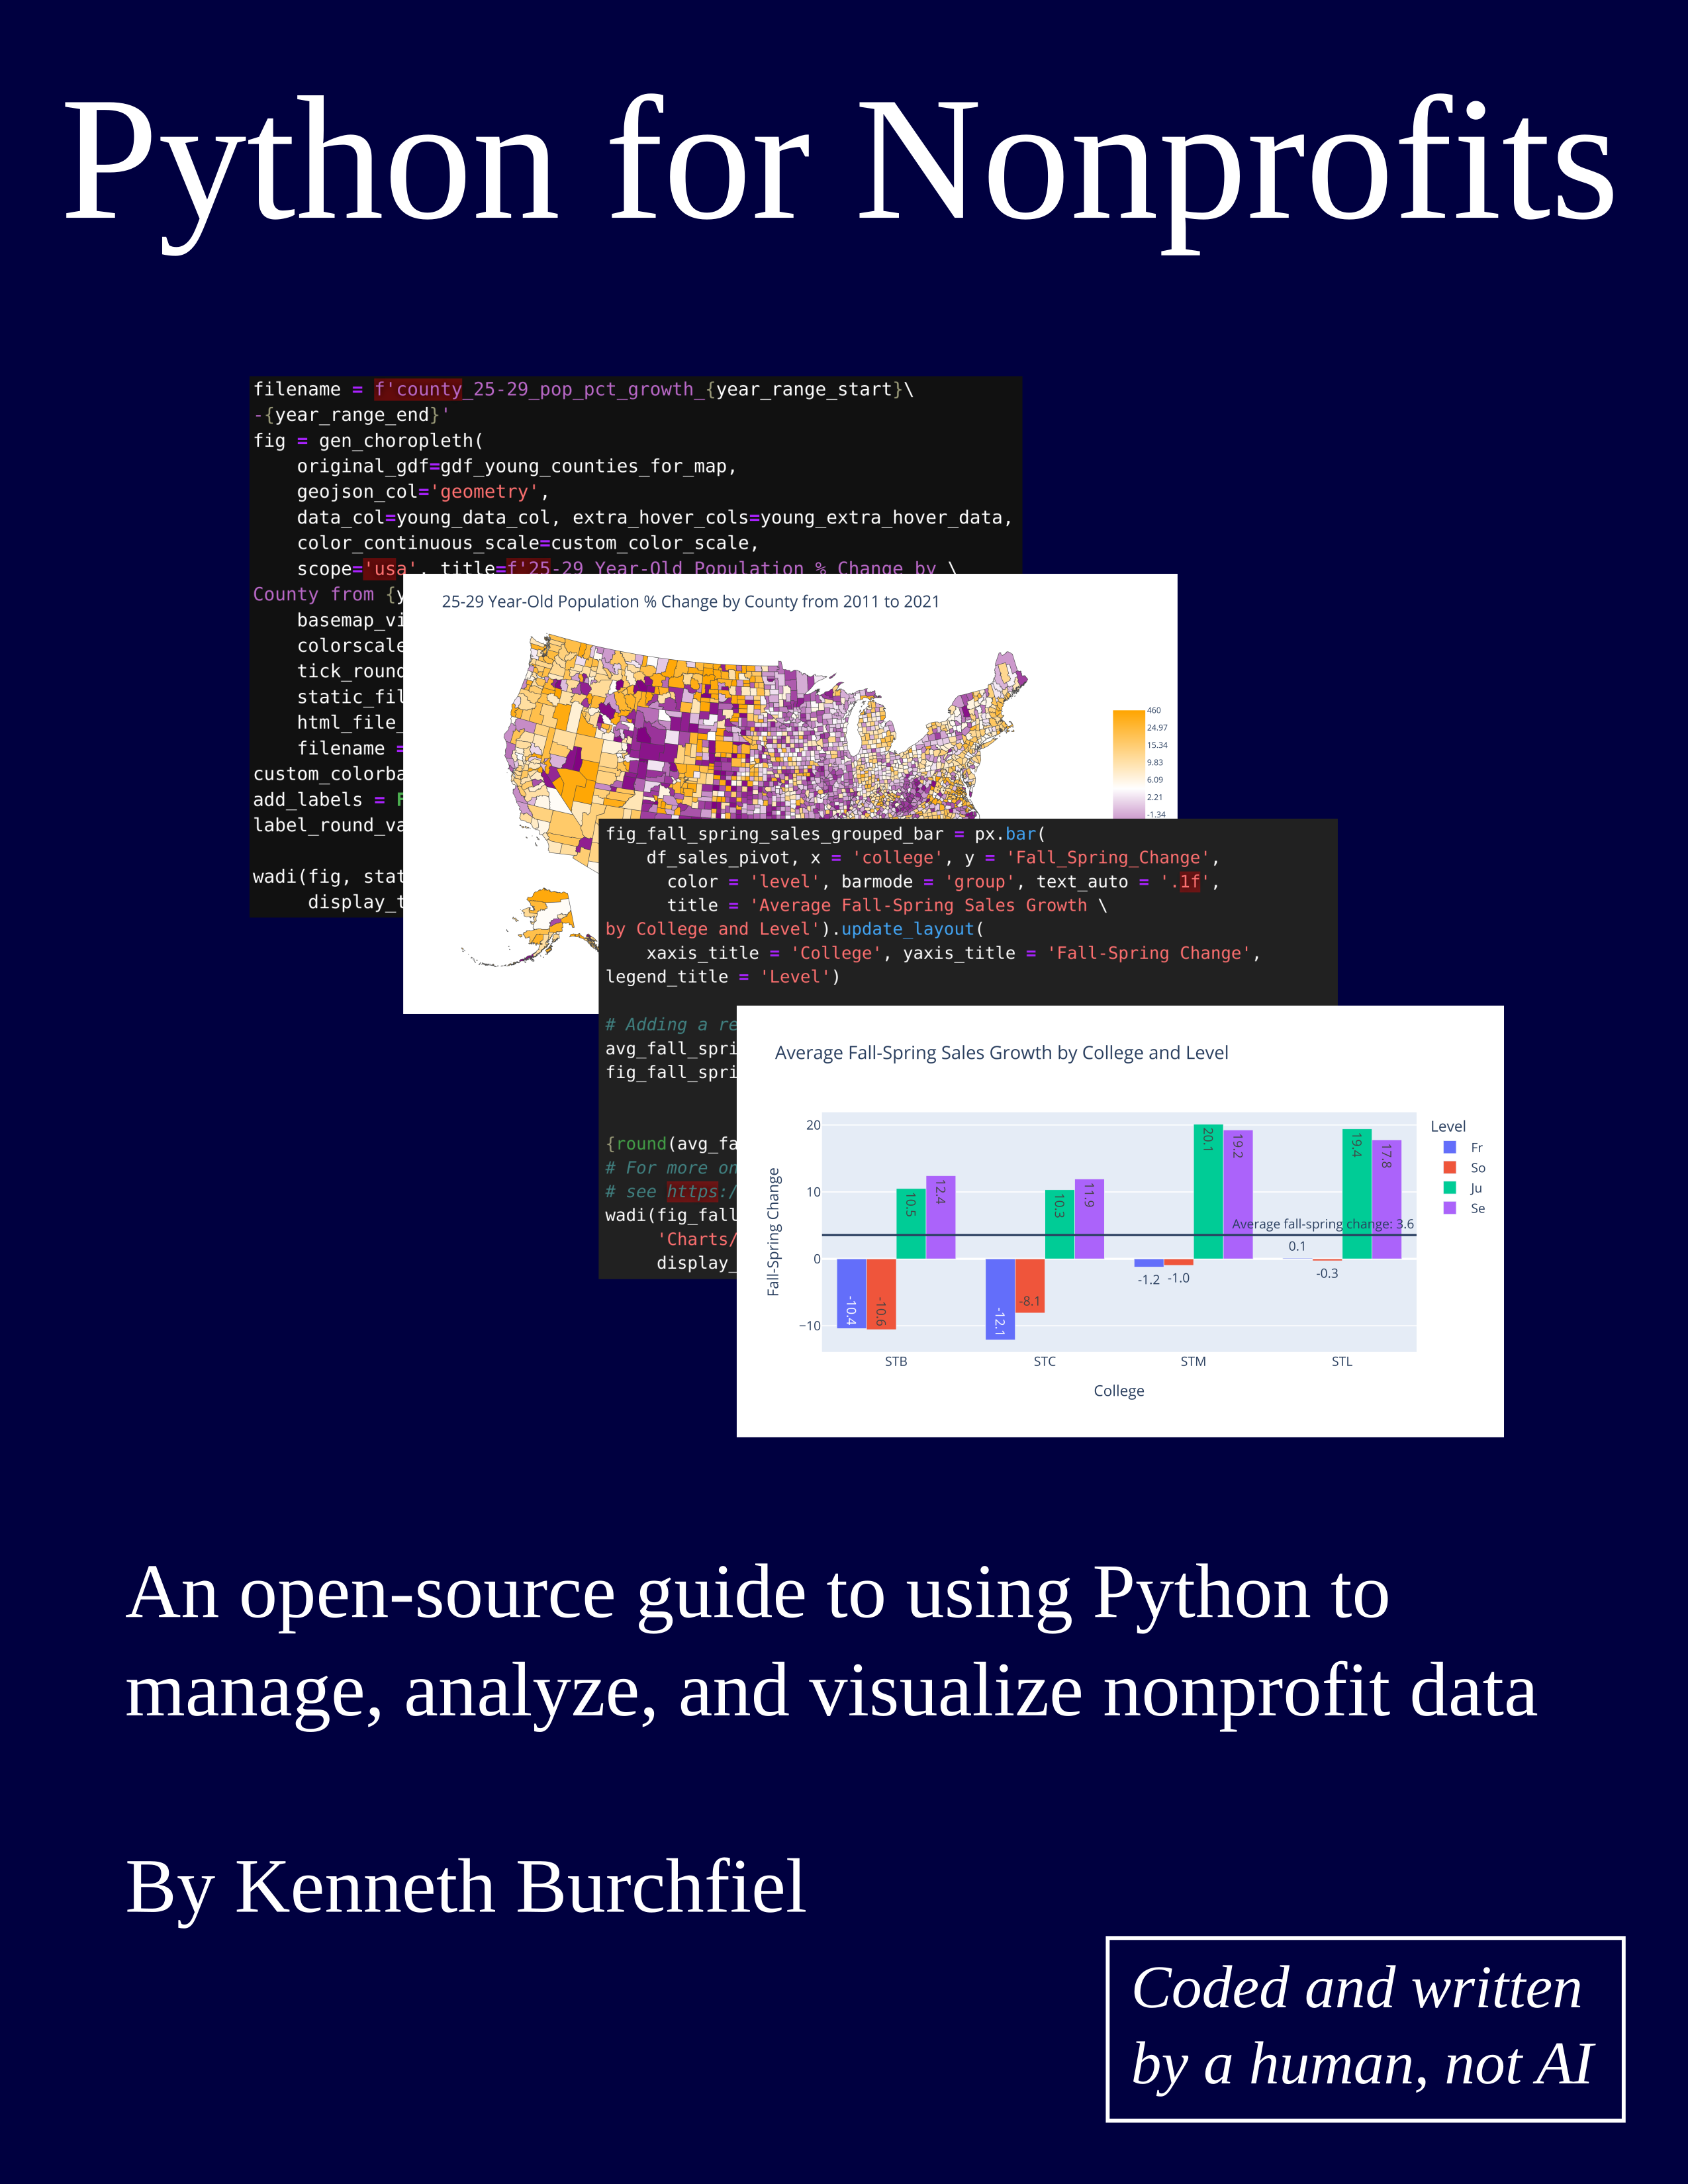 Python for Nonprofits
filename = f'county_25-29_pop_pct_growth_{year_range_start}\
-{year_range_end}'
fig = gen_choropleth(
original_gdf=gdf_young_counties_for_map,
geojson_col='geometry',
data_col=young_data_col, extra_hover_cols=young_extra_hover_data,
color_continuous_scale=custom_color_scale,
scope='usa', title=f'25-29 Year-Old Population % Change by \
County from {y
basemap_vi
colorscale
tick_round
static_fil
html_file_
filename =
custom_colorba
add_labels = F
label_round_va
wadi(fig, stat
display_t
25-29 Year-Old Population % Change by County from 2011 to 2021
460
24.97
15.34
9.83
6.09
2.21
-1.34
fig_fall_spring_sales_grouped_bar = px.bar(
df_sales_pivot, x = 'college', y = 'Fall_Spring_Change',
color = 'level', barmode = 'group', text_auto = '.1f',
title = 'Average Fall-Spring Sales Growth \
by College and Level').update_layout(
xaxis_title = 'College', yaxis_title = 'Fall-Spring Change',
legend_title = 'Level')
# Adding a re
avg_fall_spri
fig_fall_spri
{round(avg_fa
# For more on
# see https:/
wadi(fig_fall
'Charts/
display_
Average Fall-Spring Sales Growth by College and Level
Fall-Spring Change
20
10
0
−10
-10.4
-10.6
10.5
12.4
-12.1
-8.1
10.3
11.9
-1.2
-1.0
20.1
19.2
0.1
-0.3
19.4
17.8
Average fall-spring change: 3.6
STB
STC
STM
STL
College
Level
Fr
So
Ju
Se
An open-source guide to using Python to
manage, analyze, and visualize nonprofit data
By Kenneth Burchfiel
Coded and written
by a human, not AI